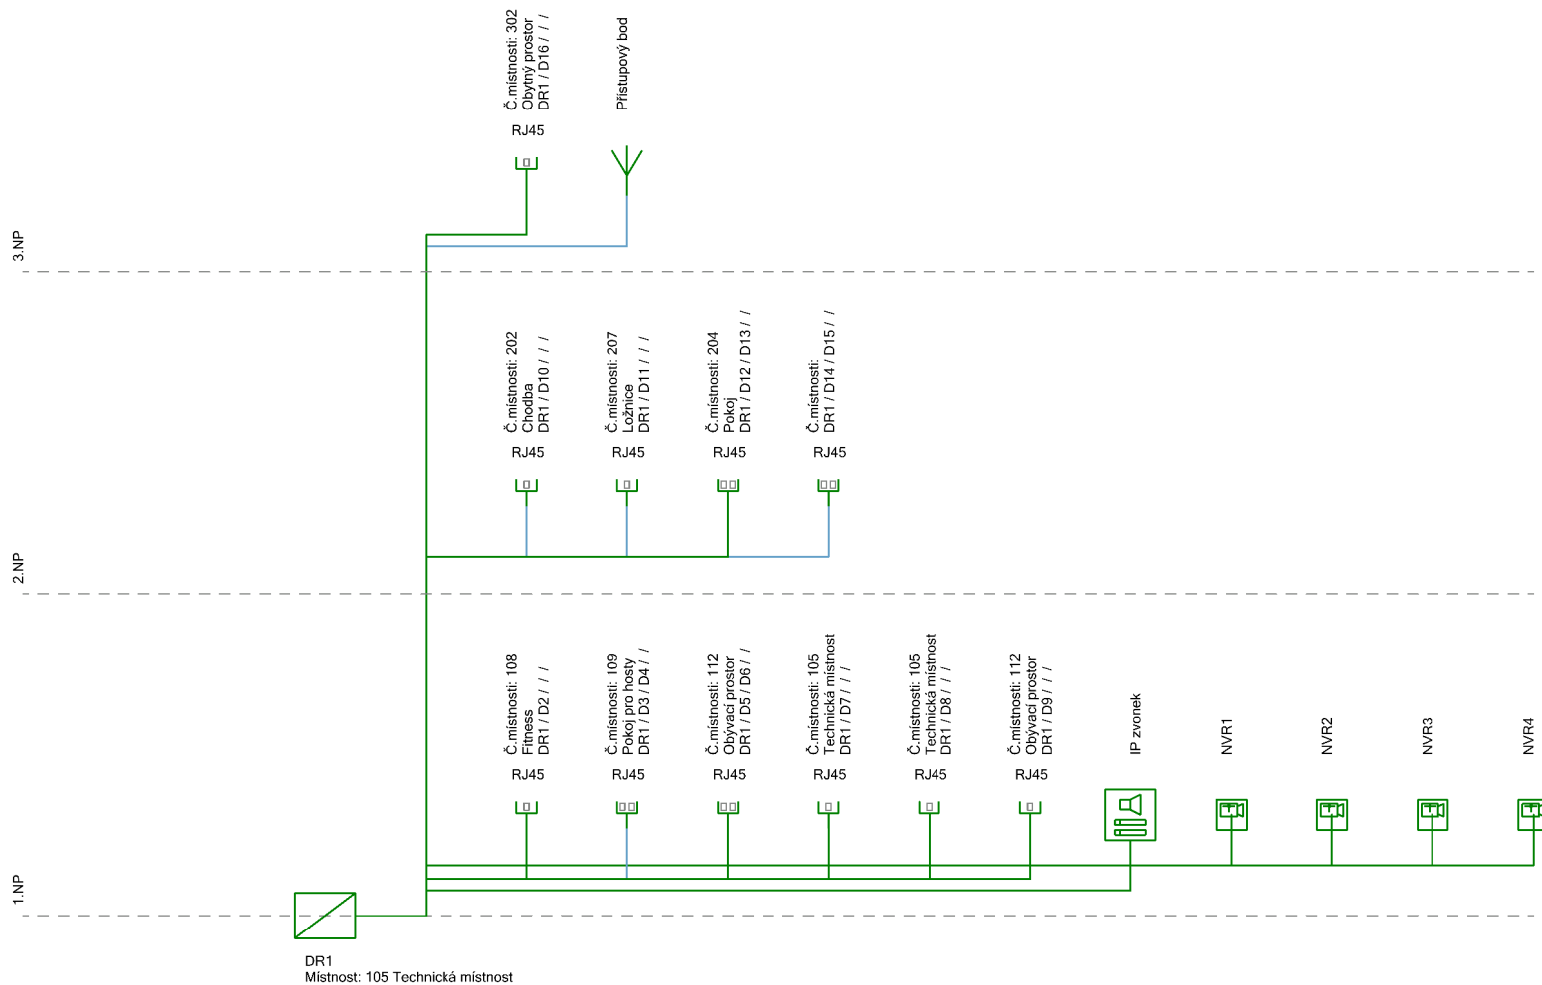 Č.místnosti: 302
Obytný prostor
DR1 / D16 / / /
RJ45
Přístupový bod
3.NP
Č.místnosti: 202
Chodba
DR1 / D10 / / /
RJ45
Č.místnosti: 207
Ložnice
DR1 / D11 / / /
RJ45
Č.místnosti: 204
Pokoj
DR1 / D12 / D13 / /
RJ45
Č.místnosti:
DR1 / D14 / D15 / /
RJ45
2.NP
Č.místnosti: 108
Fitness
DR1 / D2 / / /
RJ45
Č.místnosti: 109
Pokoj pro hosty
DR1 / D3 / D4 / /
RJ45
Č.místnosti: 112
Obývací prostor
DR1 / D5 / D6 / /
RJ45
Č.místnosti: 105
Technická místnost
DR1 / D7 / / /
RJ45
Č.místnosti: 105
Technická místnost
DR1 / D8 / / /
RJ45
Č.místnosti: 112
Obývací prostor
DR1 / D9 / / /
RJ45
IP zvonek
NVR1
NVR2
NVR3
NVR4
1.NP
DR1
Místnost: 105 Technická místnost